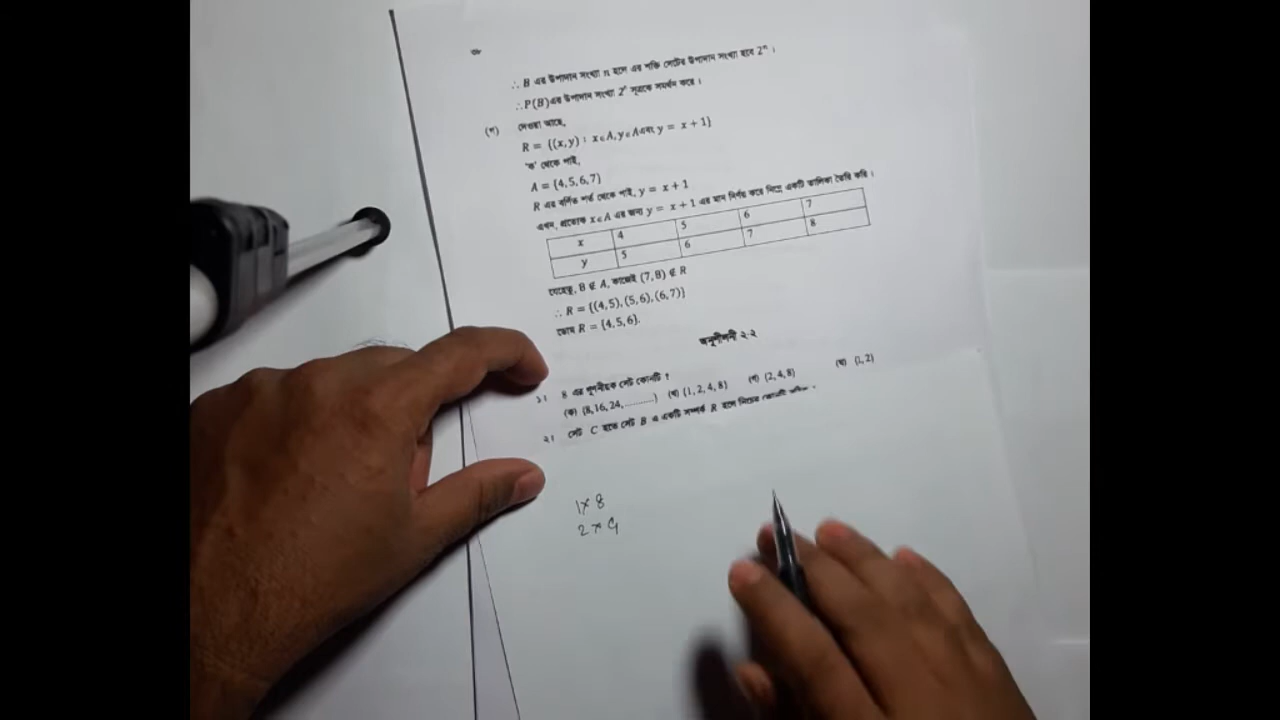 ৩৮
∴ B এর উপাদান সংখ্যা n হলে এর শক্তি সেটের উপাদান সংখ্যা হবে 2ⁿ ।
∴ P(B) এর উপাদান সংখ্যা 2ⁿ সূত্রকে সমর্থন করে ।
(গ) দেওয়া আছে,
R = {(x, y) : x ∈ A, y ∈ A এবং y = x + 1}
'ক' থেকে পাই,
A = {4, 5, 6, 7}
R এর বর্ণিত শর্ত থেকে পাই, y = x + 1
এখন, প্রত্যেক x ∈ A এর জন্য y = x + 1 এর মান নির্ণয় করে নিম্নে একটি তালিকা তৈরি করি ।
x 4 5 6 7
y 5 6 7 8
যেহেতু, 8 ∉ A, কাজেই (7, 8) ∉ R
∴ R = {(4, 5), (5, 6), (6, 7)}
ডোম R = {4, 5, 6}.
অনুশীলনী ২.২
১। 8 এর গুণনীয়ক সেট কোনটি ?
(ক) {8, 16, 24, ..........} (খ) {1, 2, 4, 8} (গ) {2, 4, 8} (ঘ) {1, 2}
২। সেট C হতে সেট B এ একটি সম্পর্ক R হলে নিচের কোনটি
1 × 8
2 × 4